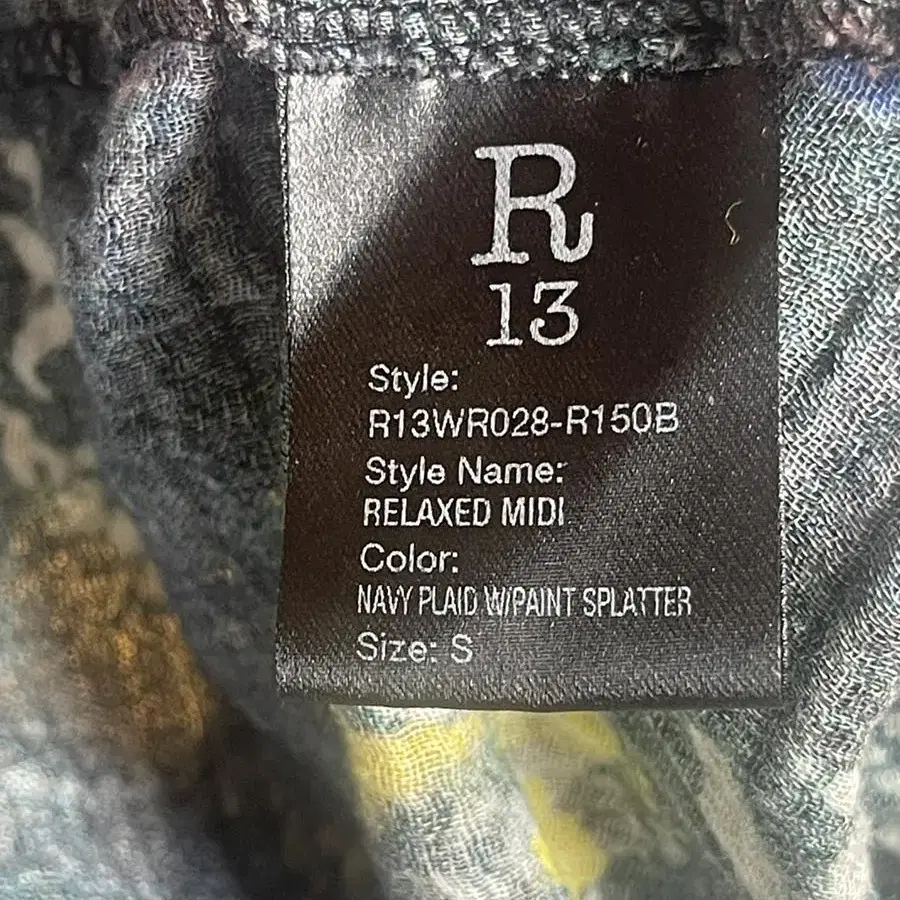 R
13
Style:
R13WR028-R150B
Style Name:
RELAXED MIDI
Color:
NAVY PLAID W/PAINT SPLATTER
Size: S